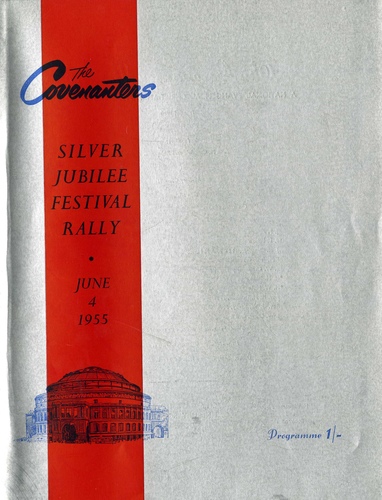 The
Covenanters
SILVER
JUBILEE
FESTIVAL
RALLY
•
JUNE
4
1955
Programme 1/-